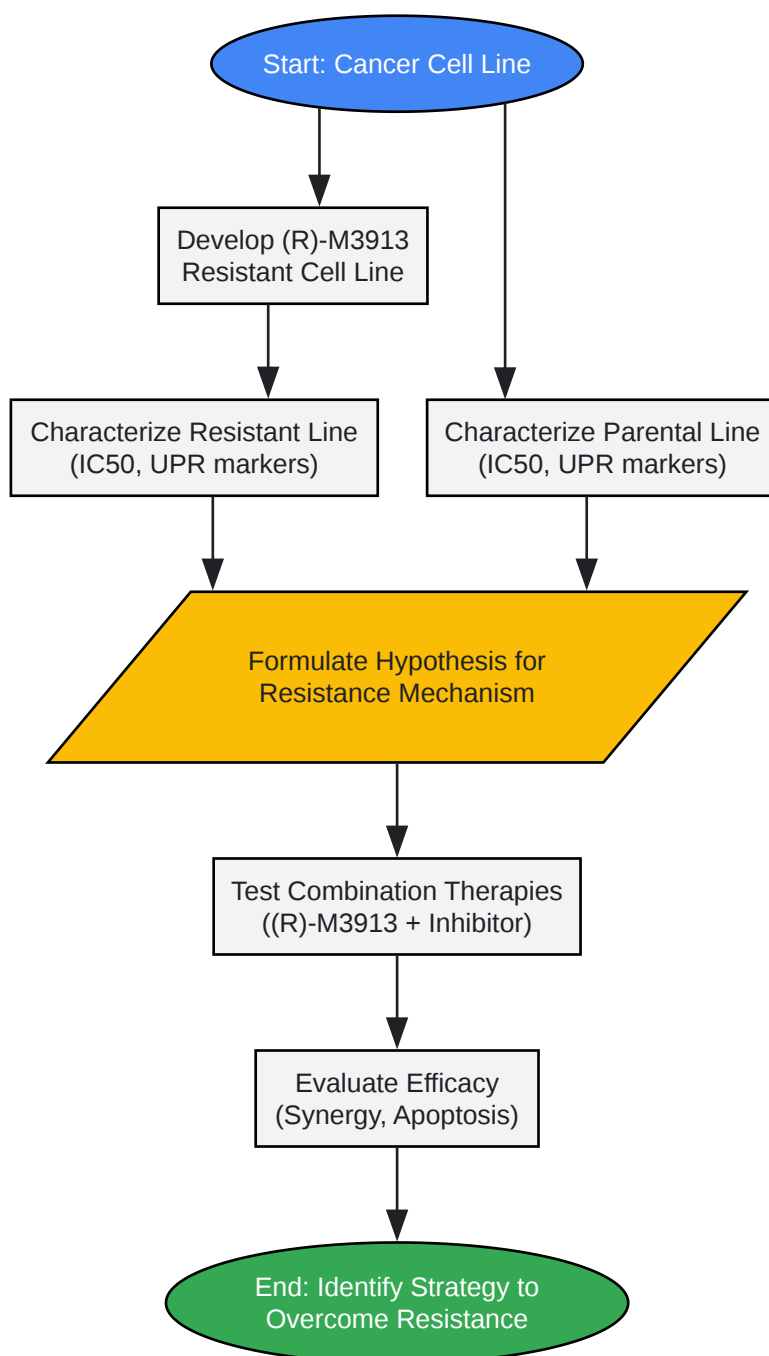 Start: Cancer Cell Line
Develop (R)-M3913
Resistant Cell Line
Characterize Resistant Line
(IC50, UPR markers)
Characterize Parental Line
(IC50, UPR markers)
Formulate Hypothesis for
Resistance Mechanism
Test Combination Therapies
((R)-M3913 + Inhibitor)
Evaluate Efficacy
(Synergy, Apoptosis)
End: Identify Strategy to
Overcome Resistance